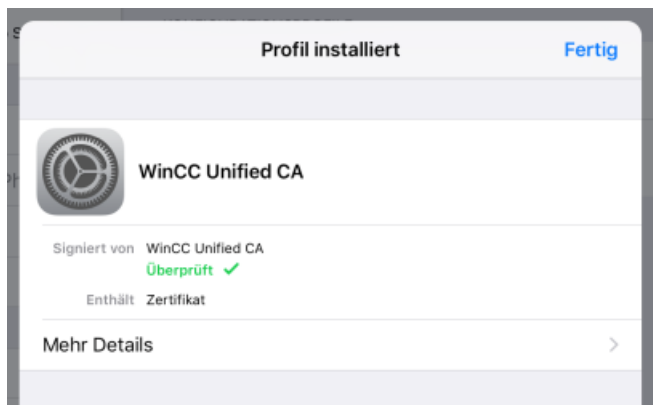 Profil installiert
Fertig
WinCC Unified CA
Signiert von WinCC Unified CA
Überprüft ✓
Enthält Zertifikat
Mehr Details